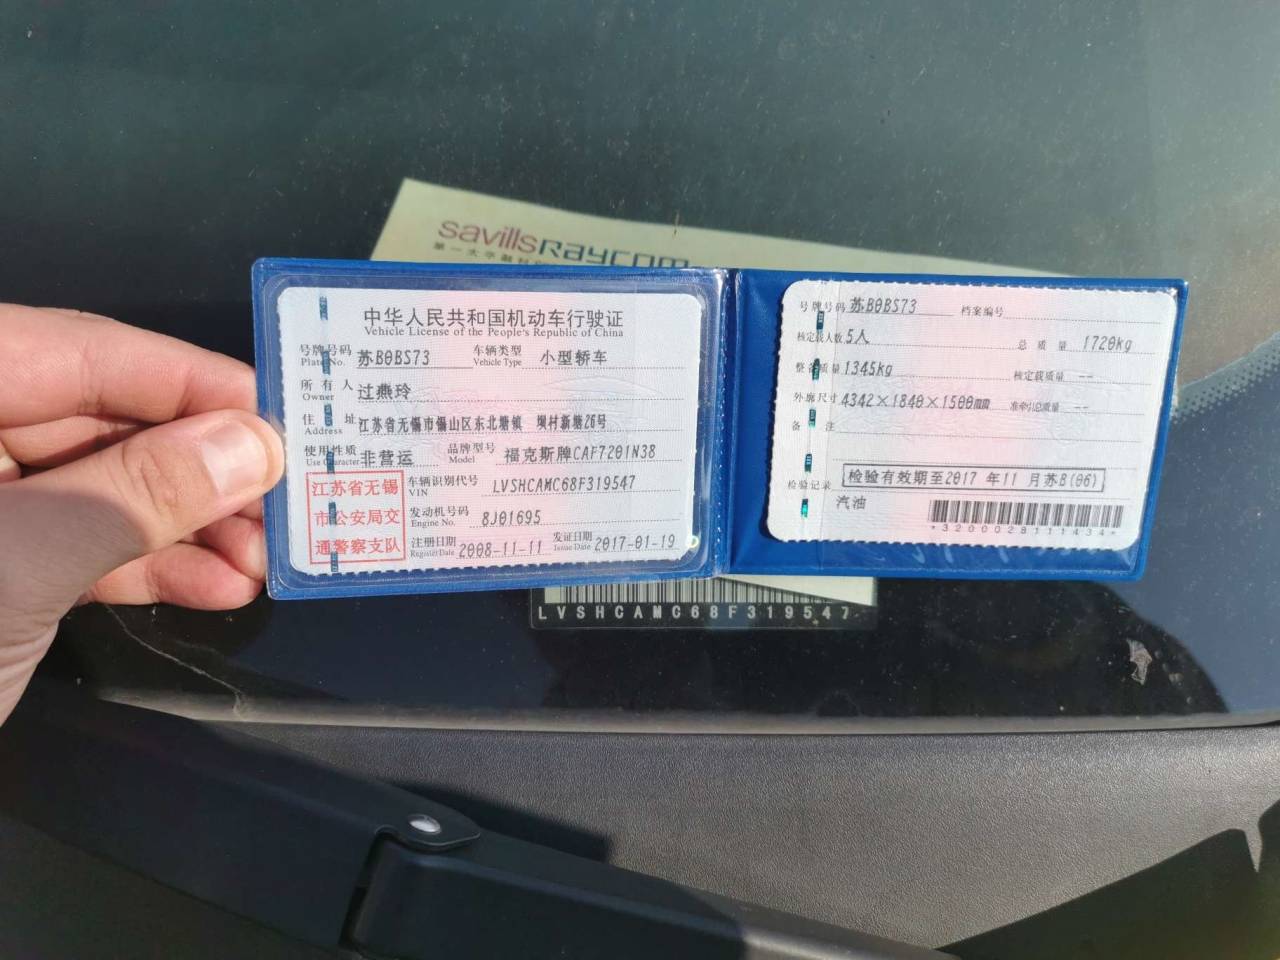 savills RAYCOM
中华人民共和国机动车行驶证
Vehicle License of the People's Republic of China
号牌号码 苏B0BS73 车辆类型 小型轿车
Plate No. Vehicle Type
所有人 过燕玲
Owner
住址 江苏省无锡市锡山区东北塘镇 坝村新塘26号
Address
使用性质 非营运 品牌型号 福克斯牌CAF7201N38
Use Character Model
江苏省无锡
市公安局交
通警察支队
车辆识别代号 LVSHCAMC68F319547
VIN
发动机号码 8J01695
Engine No.
注册日期 2008-11-11 发证日期 2017-01-19
Register Date Issue Date
号牌号码 苏B0BS73 档案编号
核定载人数 5人 总质量 1720kg
整备质量 1345kg 核定载质量 --
外廓尺寸 4342×1840×1500mm 准牵引总质量 --
备注
检验记录 检验有效期至2017年11月苏B(06)
汽油
*3200028111434*
LVSHCAMC68F319547